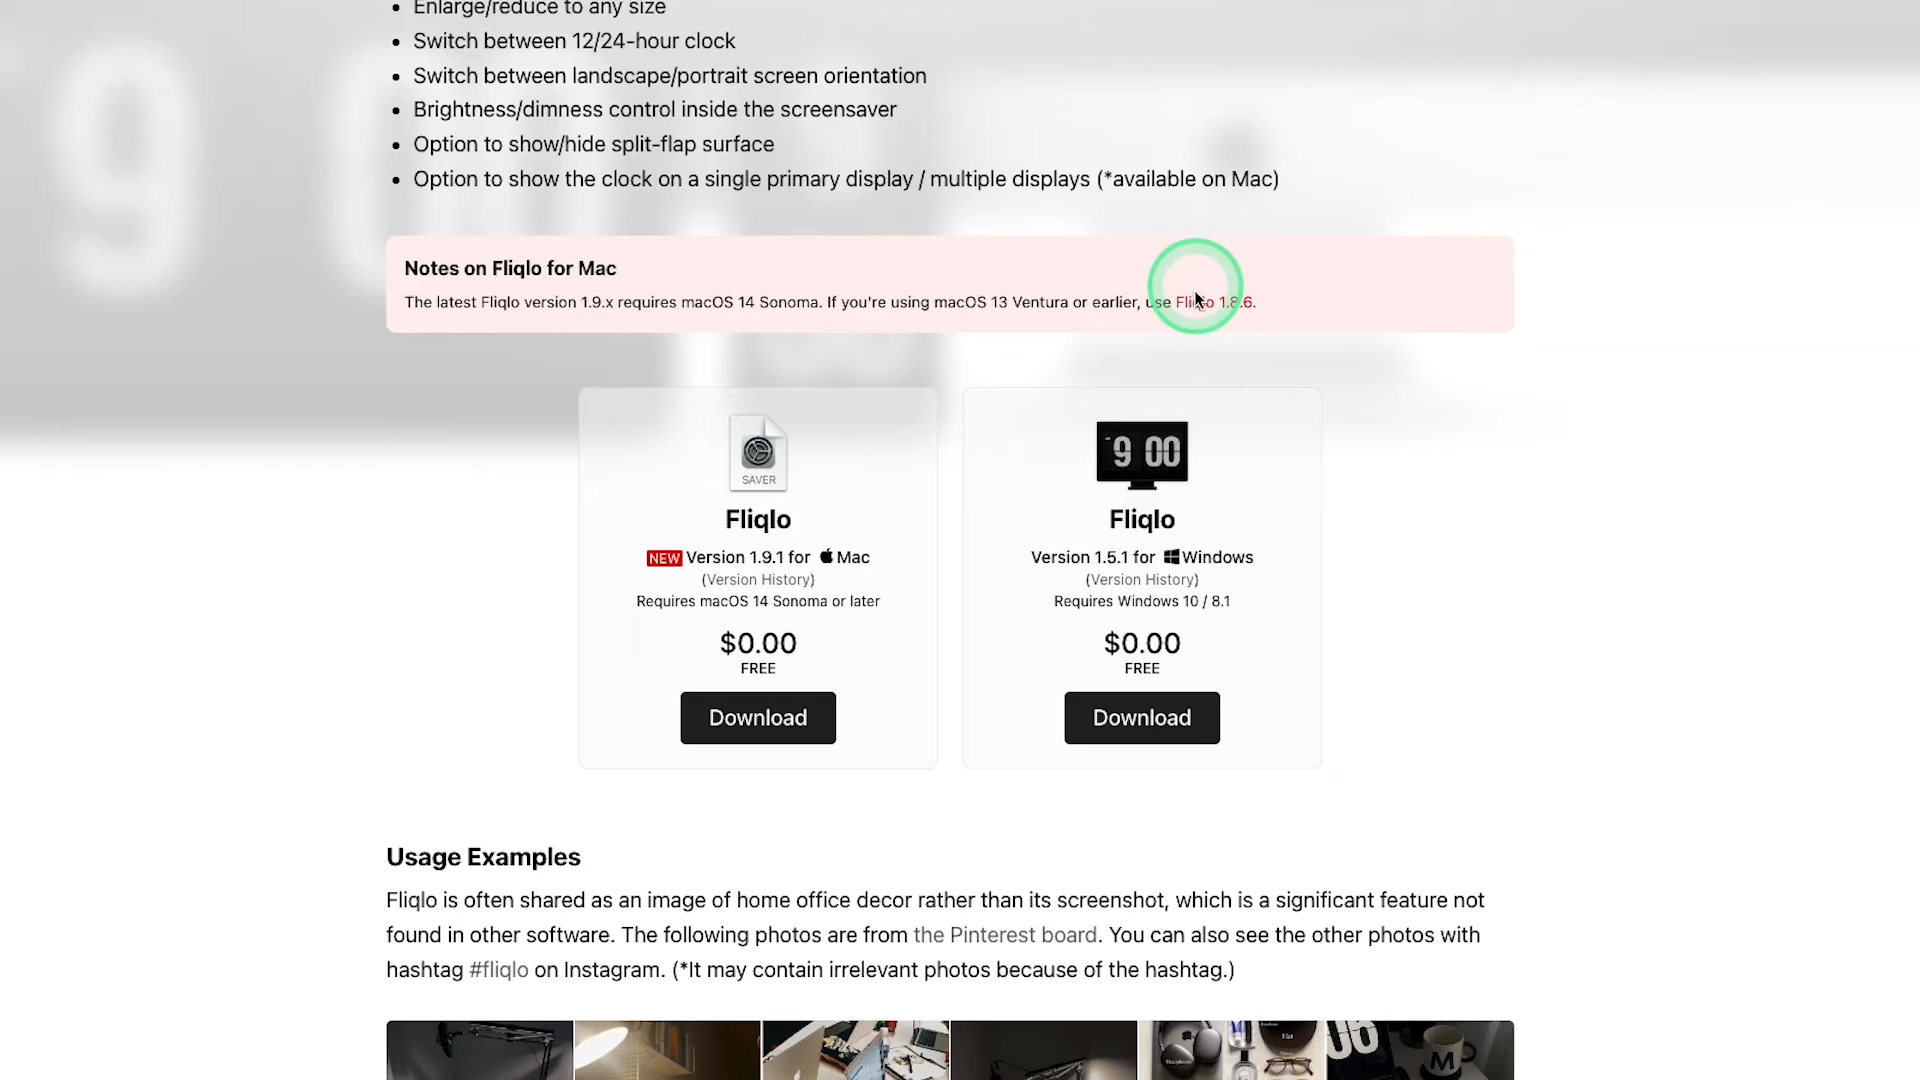 Enlarge/reduce to any size
Switch between 12/24-hour clock
Switch between landscape/portrait screen orientation
Brightness/dimness control inside the screensaver
Option to show/hide split-flap surface
Option to show the clock on a single primary display / multiple displays (*available on Mac)
Notes on Fliqlo for Mac
The latest Fliqlo version 1.9.x requires macOS 14 Sonoma. If you're using macOS 13 Ventura or earlier, use Fliqlo 1.8.6.
SAVER
9 00
Fliqlo
Fliqlo
NEW Version 1.9.1 for Mac
Version 1.5.1 for Windows
(Version History)
(Version History)
Requires macOS 14 Sonoma or later
Requires Windows 10 / 8.1
$0.00
$0.00
FREE
FREE
Download
Download
Usage Examples
Fliqlo is often shared as an image of home office decor rather than its screenshot, which is a significant feature not
found in other software. The following photos are from the Pinterest board. You can also see the other photos with
hashtag #fliqlo on Instagram. (*It may contain irrelevant photos because of the hashtag.)
M